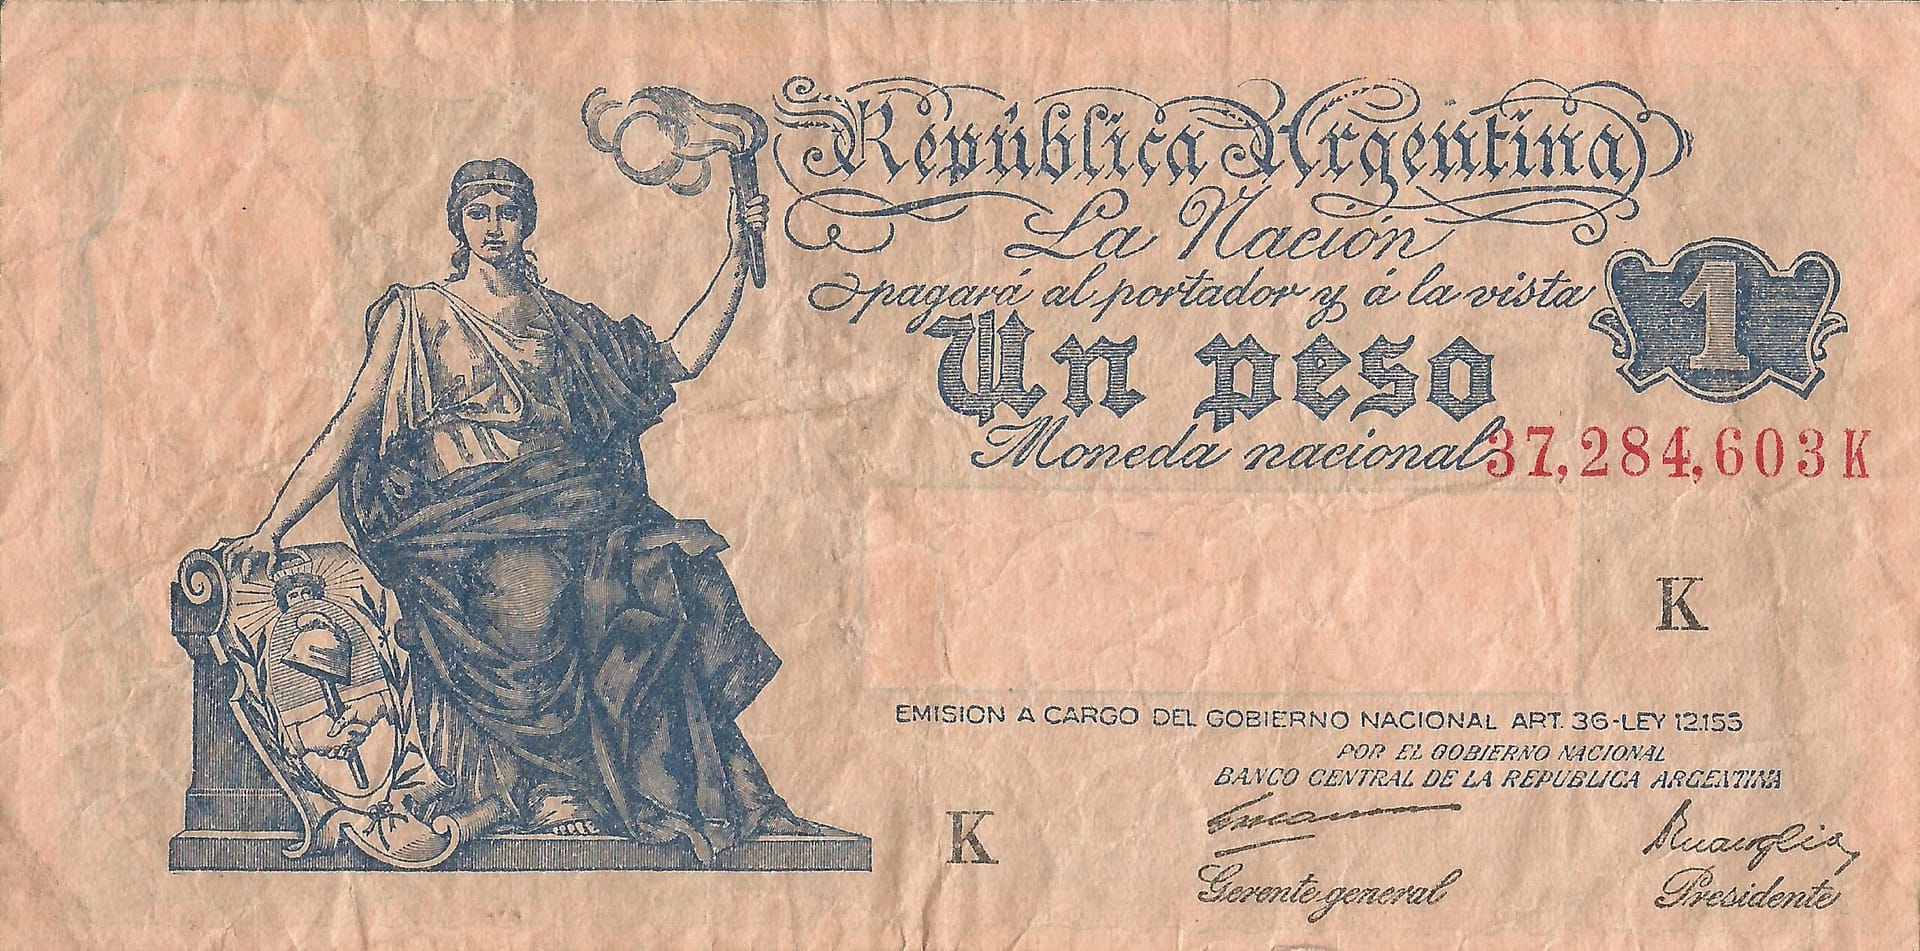 República Argentina
La Nación
pagará al portador y á la vista
1
Un peso
Moneda nacional
37,284,603K
K
EMISION A CARGO DEL GOBIERNO NACIONAL ART. 36-LEY 12.155
POR EL GOBIERNO NACIONAL
BANCO CENTRAL DE LA REPUBLICA ARGENTINA
K
Gerente general
Presidente